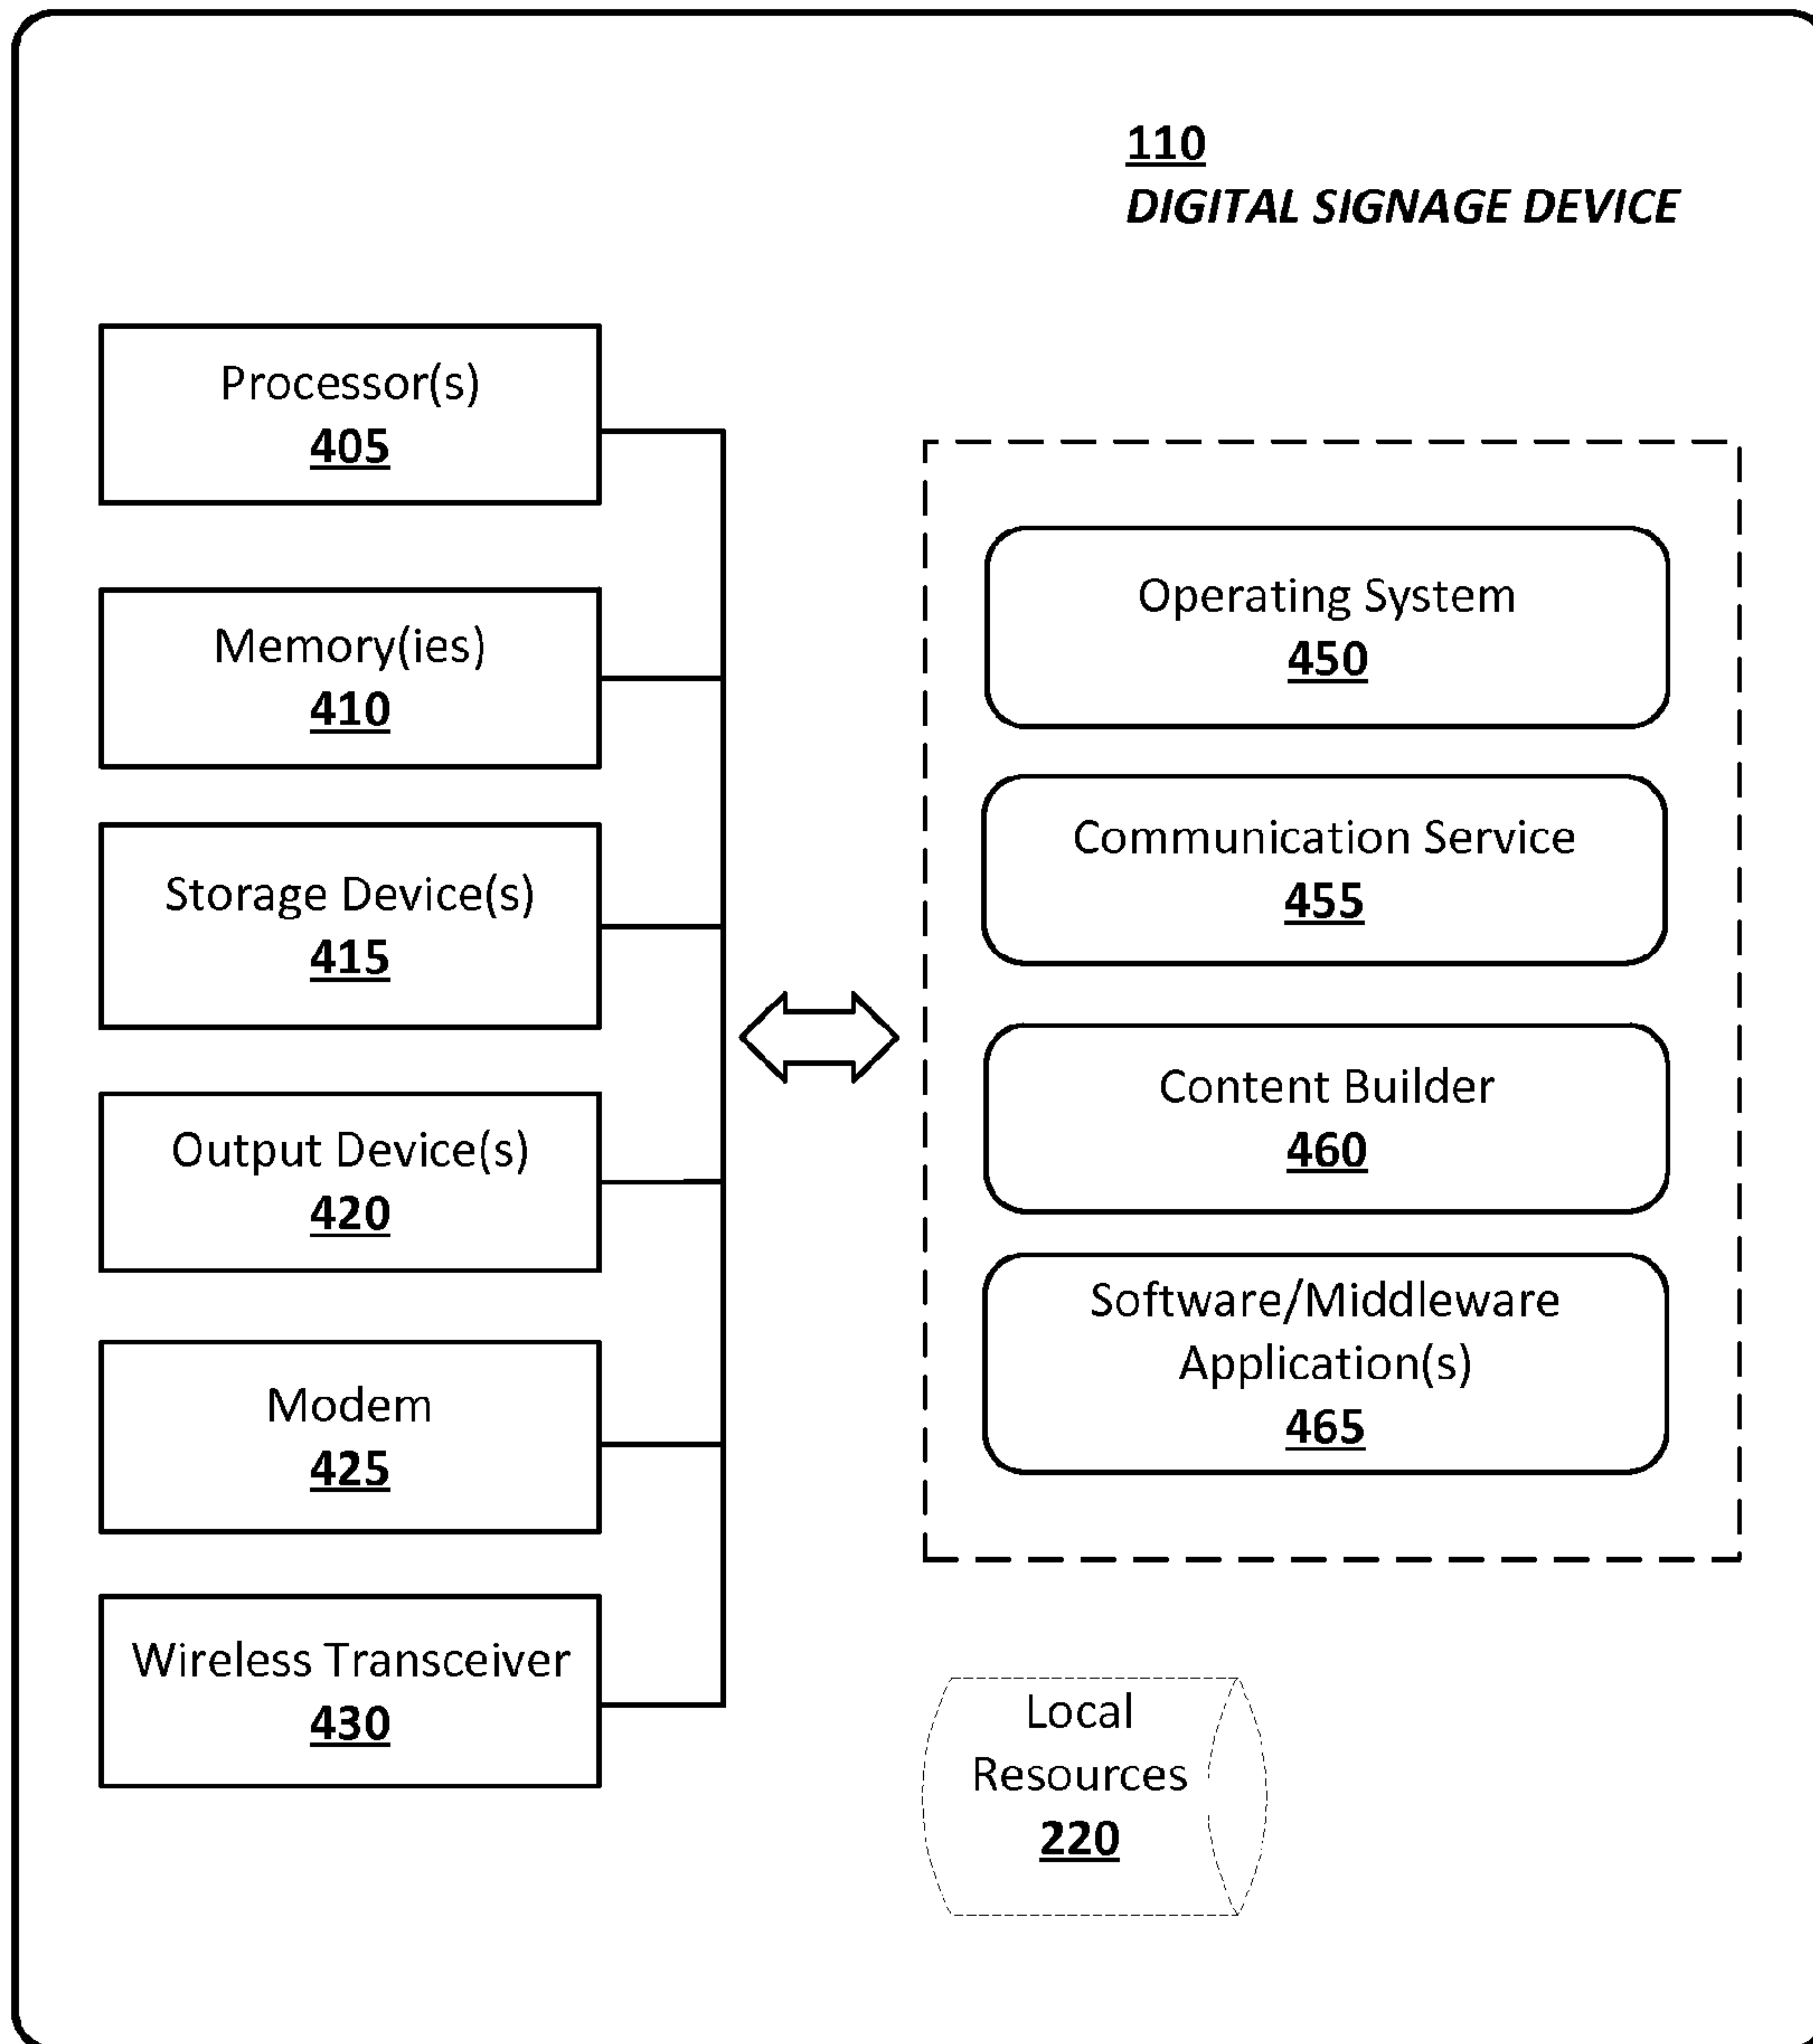 110
DIGITAL SIGNAGE DEVICE
Processor(s)
405
Memory(ies)
410
Storage Device(s)
415
Output Device(s)
420
Modem
425
Wireless Transceiver
430
Operating System
450
Communication Service
455
Content Builder
460
Software/Middleware
Application(s)
465
Local
Resources
220